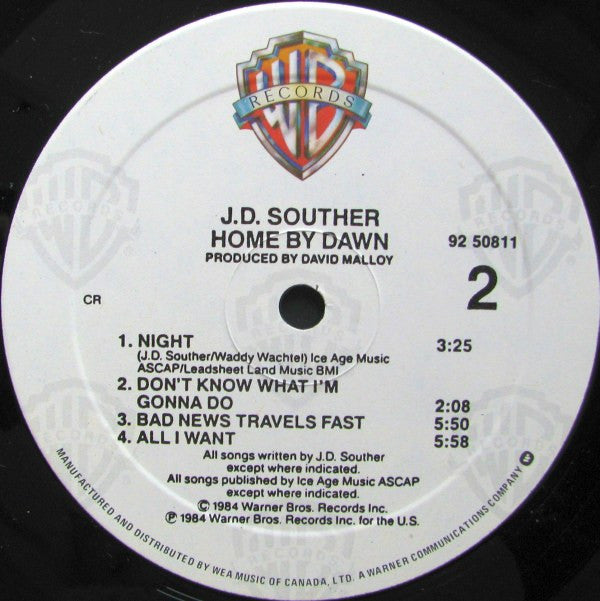 WB
RECORDS
J.D. SOUTHER
HOME BY DAWN
PRODUCED BY DAVID MALLOY
92 50811
2
CR
1. NIGHT 3:25
(J.D. Souther/Waddy Wachtel) Ice Age Music
ASCAP/Leadsheet Land Music BMI
2. DON'T KNOW WHAT I'M
GONNA DO 2:08
3. BAD NEWS TRAVELS FAST 5:50
4. ALL I WANT 5:58
All songs written by J.D. Souther
except where indicated.
All songs published by Ice Age Music ASCAP
except where indicated.
© 1984 Warner Bros. Records Inc.
℗ 1984 Warner Bros. Records Inc. for the U.S.
MANUFACTURED AND DISTRIBUTED BY WEA MUSIC OF CANADA, LTD. A WARNER COMMUNICATIONS COMPANY